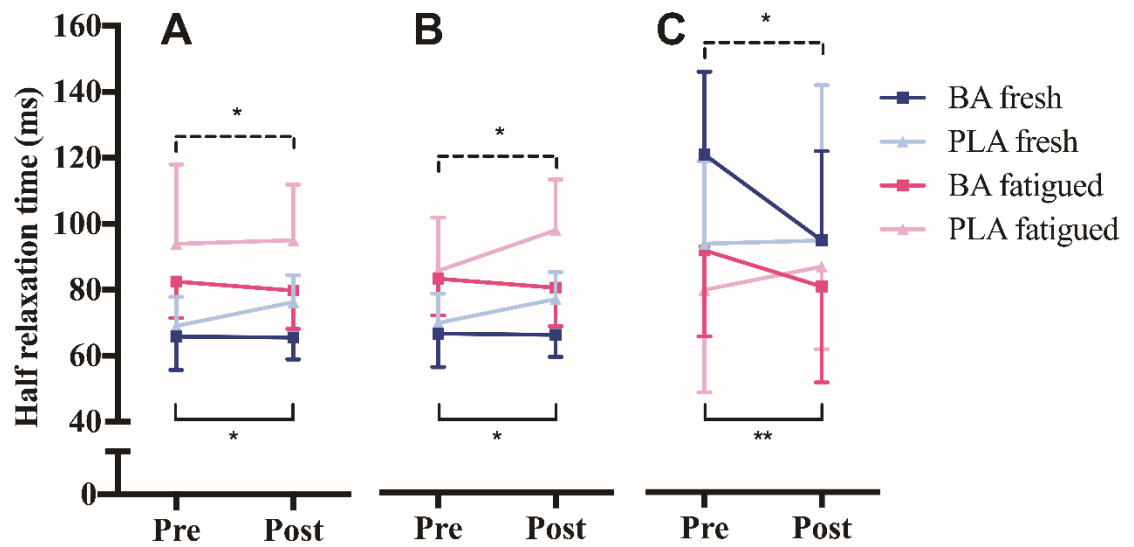 Half relaxation time (ms)
160
140
120
100
80
60
40
0
A
*
*
Pre
Post
B
*
*
Pre
Post
C
*
**
Pre
Post
BA fresh
PLA fresh
BA fatigued
PLA fatigued